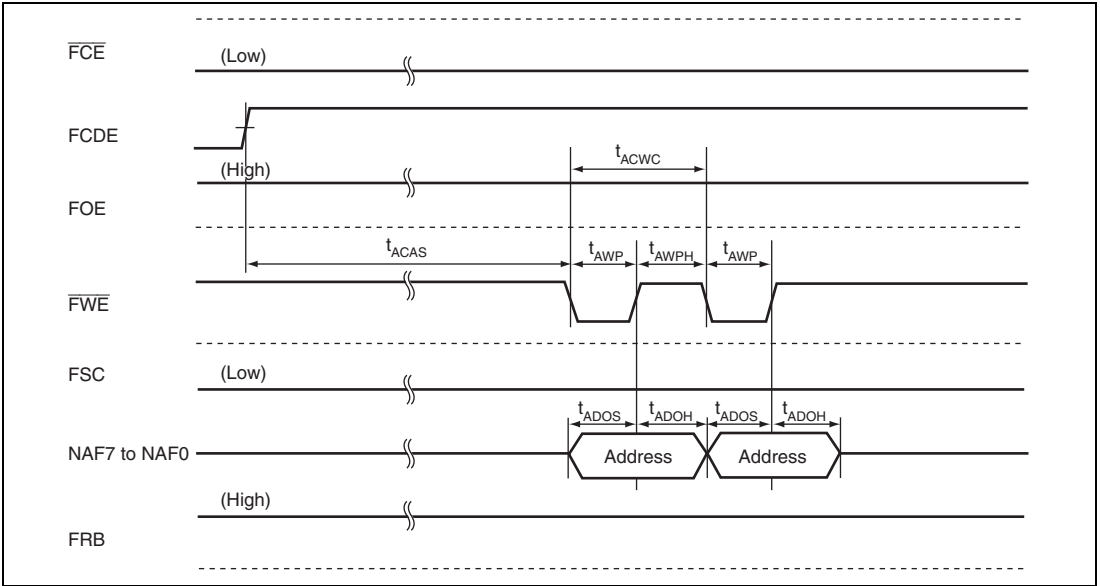 FCE (Low)
FCDE
(High)
FOE
tACWC
tACAS tAWP tAWPH tAWP
FWE
FSC (Low)
tADOS tADOH tADOS tADOH
NAF7 to NAF0 Address Address
(High)
FRB